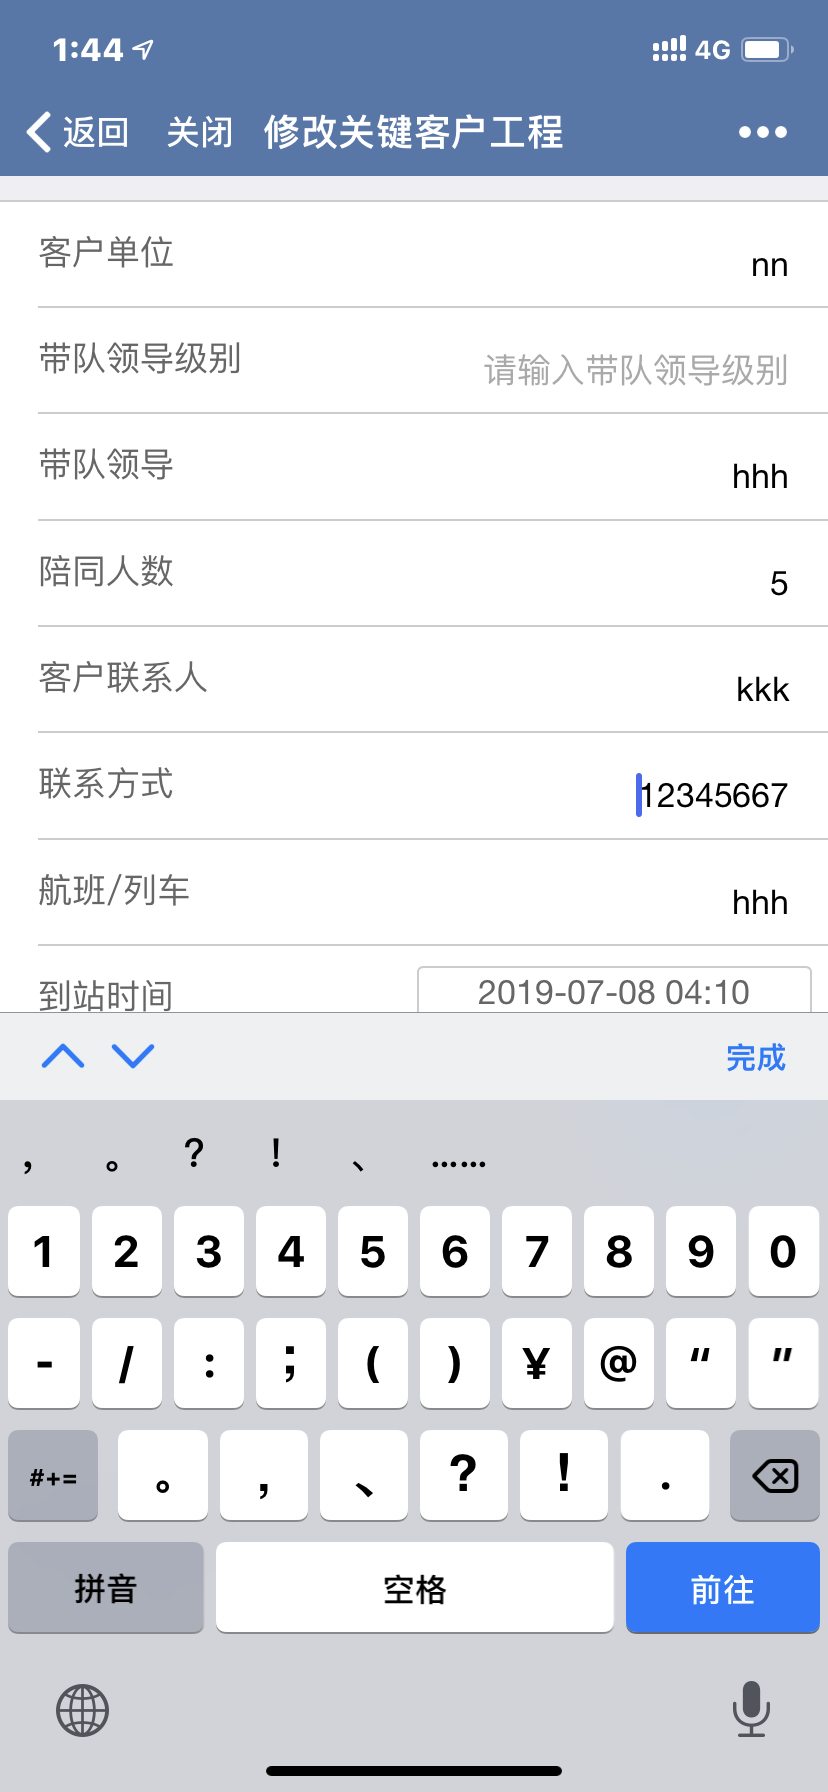 1:44 4G
返回 关闭 修改关键客户工程
客户单位 nn
带队领导级别 请输入带队领导级别
带队领导 hhh
陪同人数 5
客户联系人 kkk
联系方式 12345667
航班/列车 hhh
到站时间 2019-07-08 04:10
完成
， 。 ? ! 、 ……
1 2 3 4 5 6 7 8 9 0
- / : ; ( ) ¥ @ “ ”
#+= 。 , 、 ? ! .
拼音 空格 前往